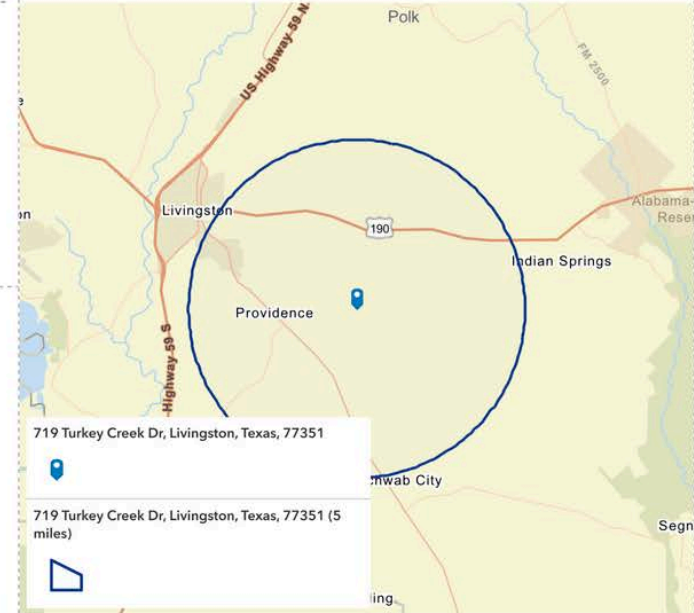 Polk
US Highway 59 N
FM 2500
Livingston
Alabama-
Reser
190
Indian Springs
Providence
Highway 59 S
719 Turkey Creek Dr, Livingston, Texas, 77351
hwab City
719 Turkey Creek Dr, Livingston, Texas, 77351 (5
miles)
Segn
ling